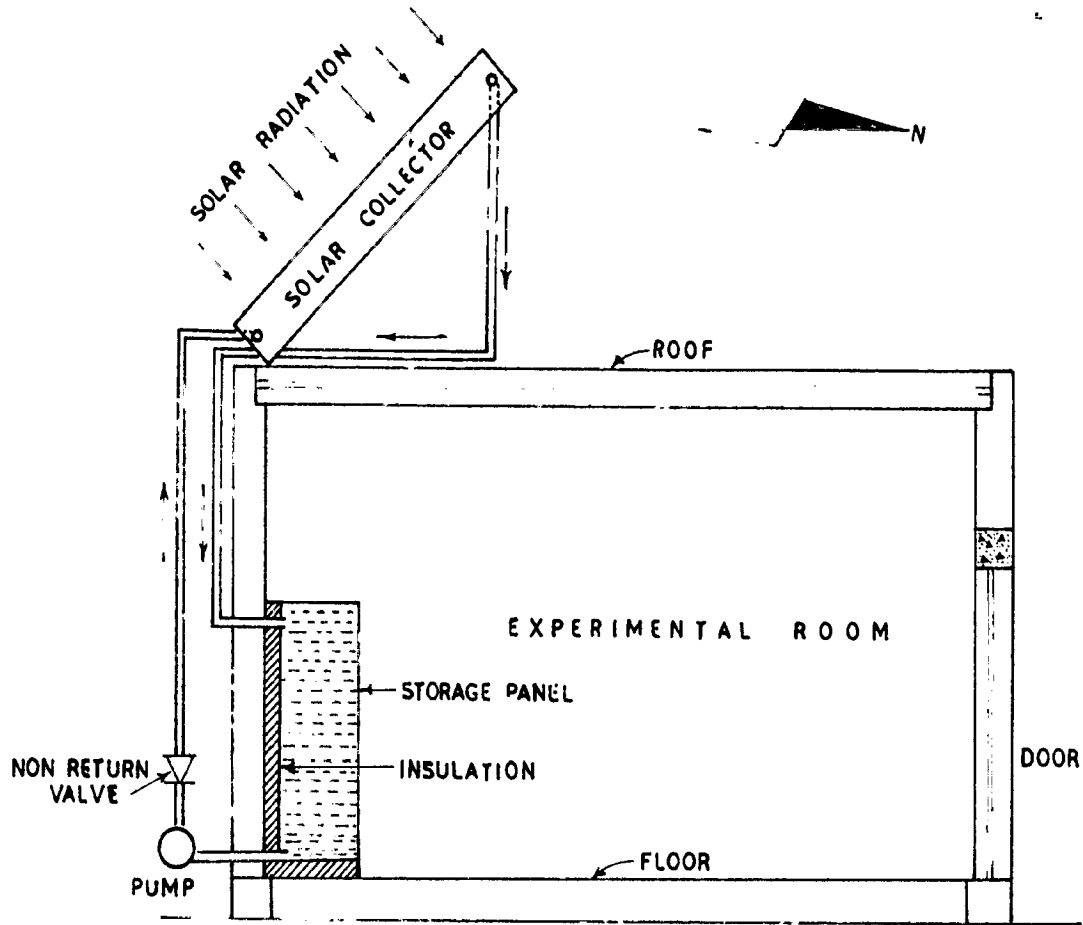 SOLAR RADIATION
SOLAR COLLECTOR
N
ROOF
EXPERIMENTAL ROOM
STORAGE PANEL
INSULATION
NON RETURN
VALVE
DOOR
FLOOR
PUMP